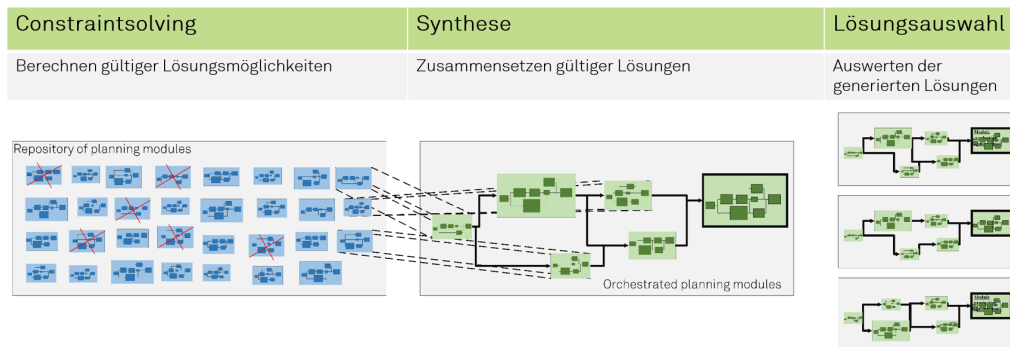 Constraintsolving
Synthese
Lösungsauswahl
Berechnen gültiger Lösungsmöglichkeiten
Zusammensetzen gültiger Lösungen
Auswerten der
generierten Lösungen
Repository of planning modules
Orchestrated planning modules